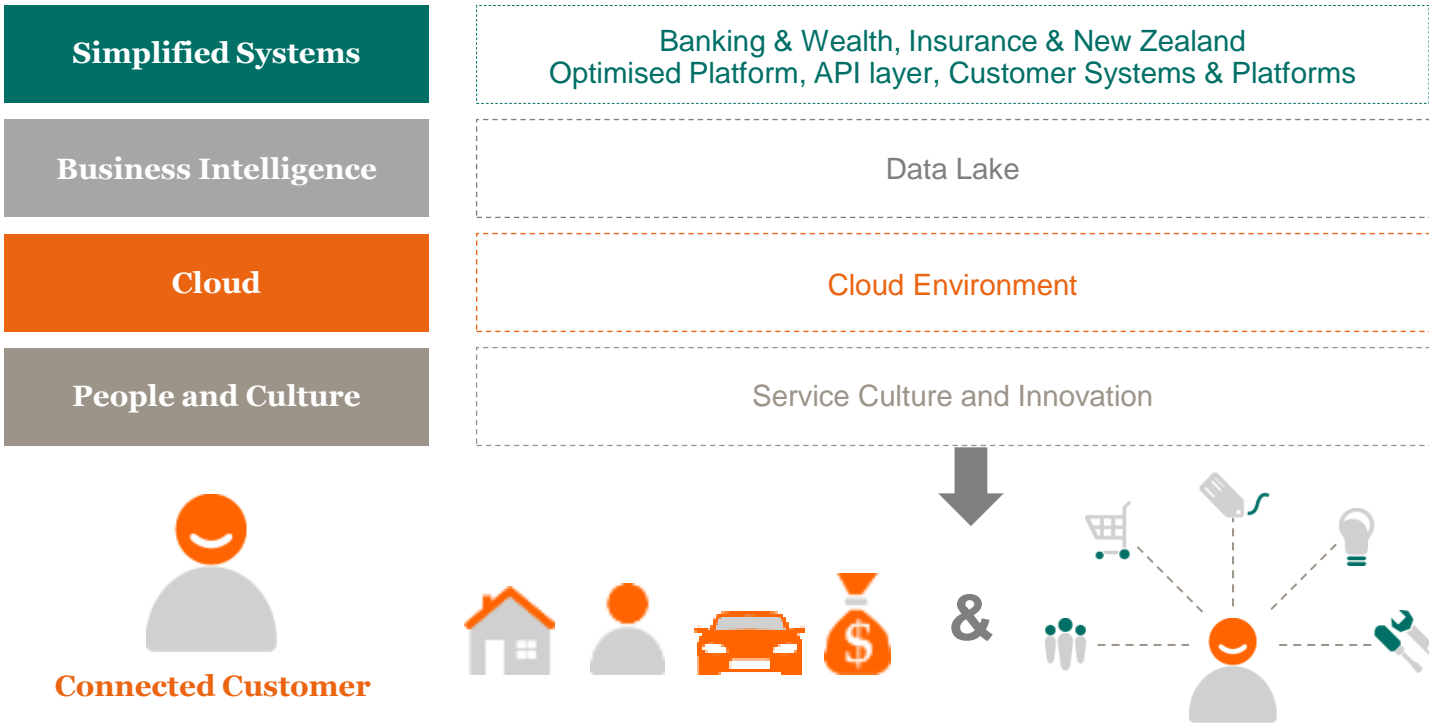 Simplified Systems
Banking & Wealth, Insurance & New Zealand
Optimised Platform, API layer, Customer Systems & Platforms
Business Intelligence
Data Lake
Cloud
Cloud Environment
People and Culture
Service Culture and Innovation
$
&
Connected Customer